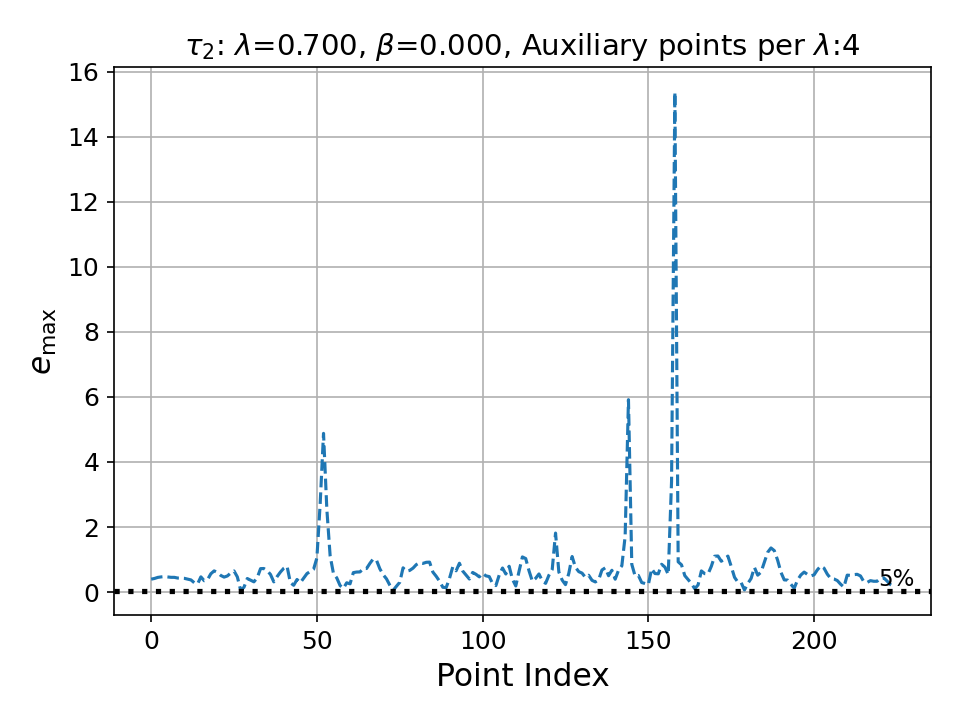 τ2: λ=0.700, β=0.000, Auxiliary points per λ:4
16
14
12
10
8
6
4
2
0
emax
5%
0 50 100 150 200
Point Index